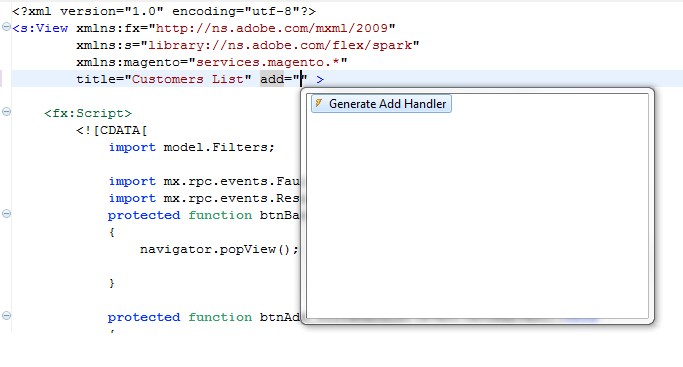 <?xml version="1.0" encoding="utf-8"?>
<s:View xmlns:fx="http://ns.adobe.com/mxml/2009"
xmlns:s="library://ns.adobe.com/flex/spark"
xmlns:magento="services.magento.*"
title="Customers List" add="" >
Generate Add Handler
<fx:Script>
<![CDATA[
import model.Filters;
import mx.rpc.events.Fau
import mx.rpc.events.Res
protected function btnBa
{
navigator.popView();
}
protected function btnAd
{